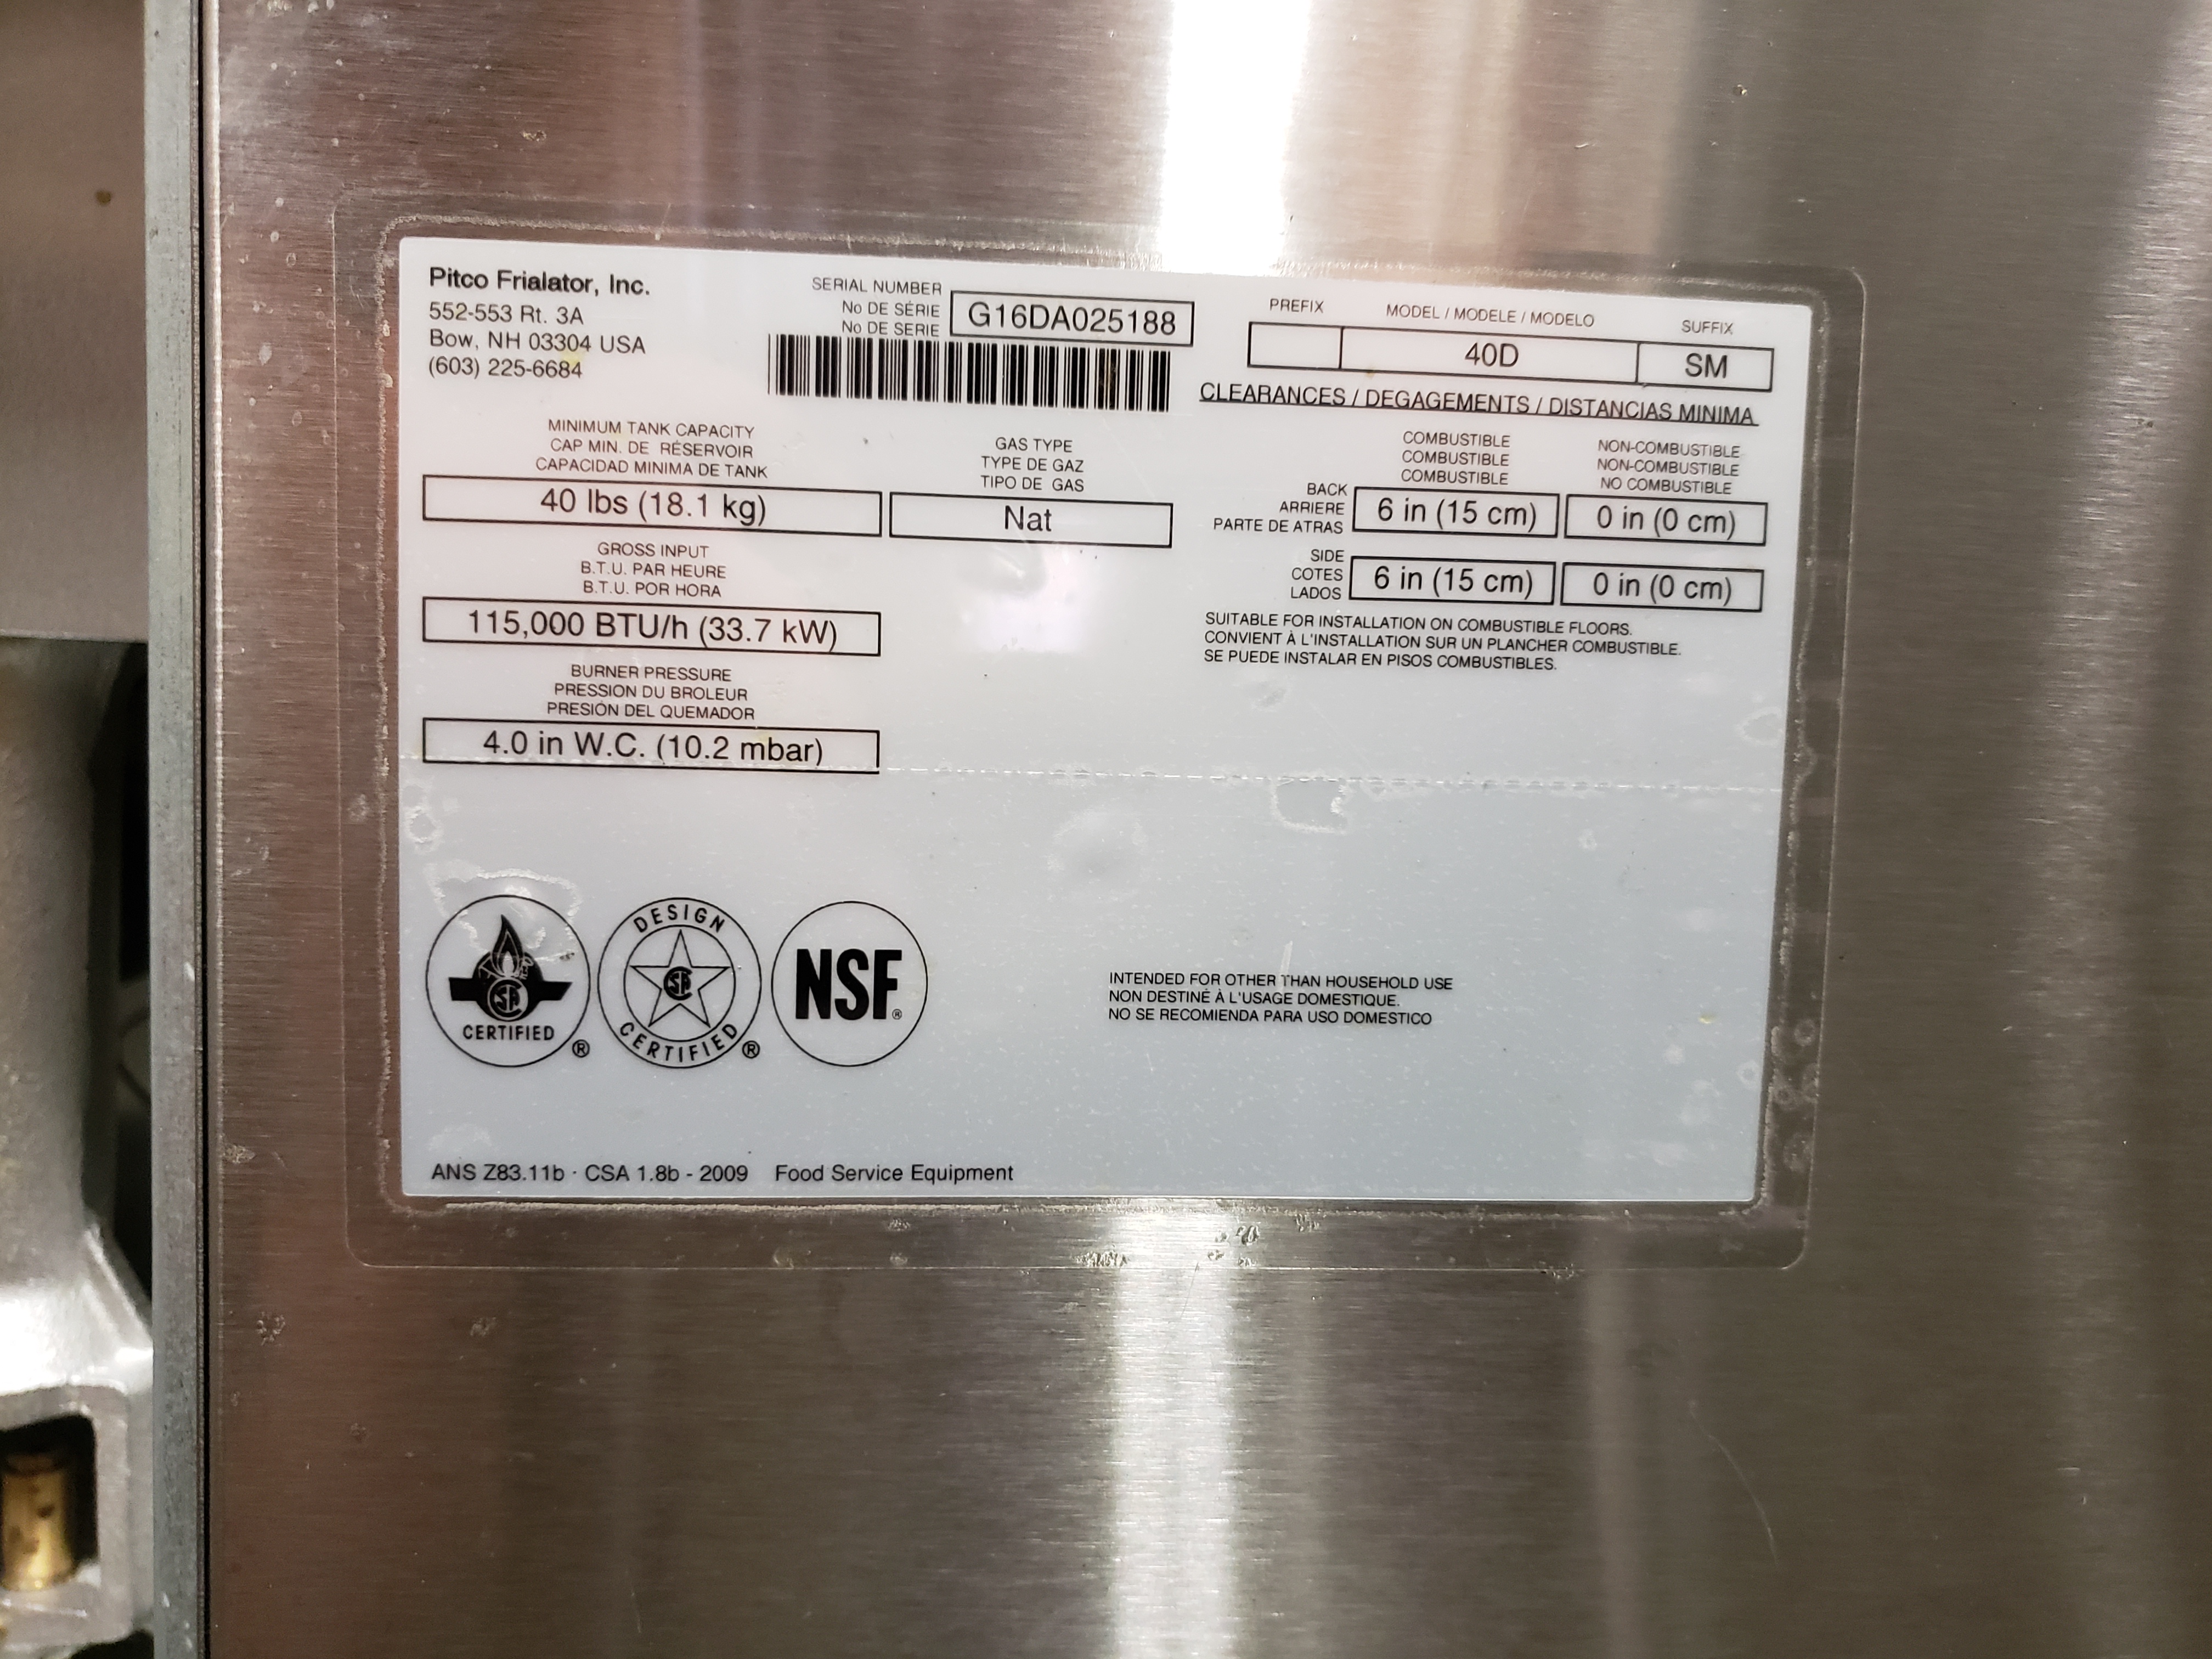 Pitco Frialator, Inc.
552-553 Rt. 3A
Bow, NH 03304 USA
(603) 225-6684
SERIAL NUMBER
No DE SÉRIE
No DE SERIE
G16DA025188
PREFIX
MODEL / MODELE / MODELO
SUFFIX
40D
SM
CLEARANCES / DEGAGEMENTS / DISTANCIAS MINIMA
MINIMUM TANK CAPACITY
CAP MIN. DE RÉSERVOIR
CAPACIDAD MINIMA DE TANK
40 lbs (18.1 kg)
GAS TYPE
TYPE DE GAZ
TIPO DE GAS
Nat
COMBUSTIBLE
COMBUSTIBLE
COMBUSTIBLE
NON-COMBUSTIBLE
NON-COMBUSTIBLE
NO COMBUSTIBLE
BACK
ARRIERE
PARTE DE ATRAS
6 in (15 cm)
0 in (0 cm)
SIDE
COTES
LADOS
6 in (15 cm)
0 in (0 cm)
SUITABLE FOR INSTALLATION ON COMBUSTIBLE FLOORS.
CONVIENT À L'INSTALLATION SUR UN PLANCHER COMBUSTIBLE.
SE PUEDE INSTALAR EN PISOS COMBUSTIBLES.
GROSS INPUT
B.T.U. PAR HEURE
B.T.U. POR HORA
115,000 BTU/h (33.7 kW)
BURNER PRESSURE
PRESSION DU BROLEUR
PRESIÓN DEL QUEMADOR
4.0 in W.C. (10.2 mbar)
SA
CERTIFIED ®
DESIGN
SA
CERTIFIED ®
NSF®
INTENDED FOR OTHER THAN HOUSEHOLD USE
NON DESTINÉ À L'USAGE DOMESTIQUE.
NO SE RECOMIENDA PARA USO DOMESTICO
ANS Z83.11b · CSA 1.8b - 2009 Food Service Equipment